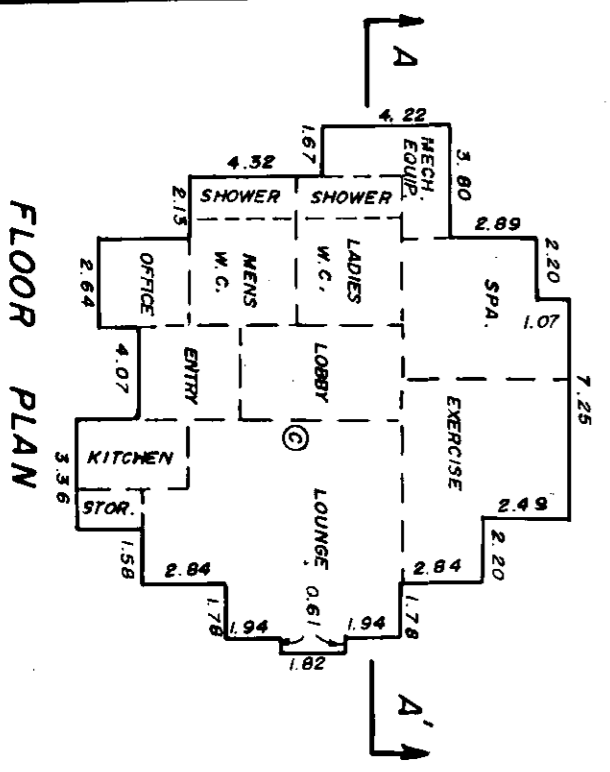 A
4.22
1.67
MECH.
EQUIP.
3.80
4.32
2.13
SHOWER
SHOWER
2.89
2.20
OFFICE
MENS
W.C.
LADIES
W.C.
SPA.
1.07
2.64
4.07
ENTRY
LOBBY
7.25
EXERCISE
C
KITCHEN
3.36
STOR.
LOUNGE
2.49
2.20
1.58
2.84
2.84
1.78
1.94
0.61
1.94
1.78
1.82
A'
FLOOR PLAN